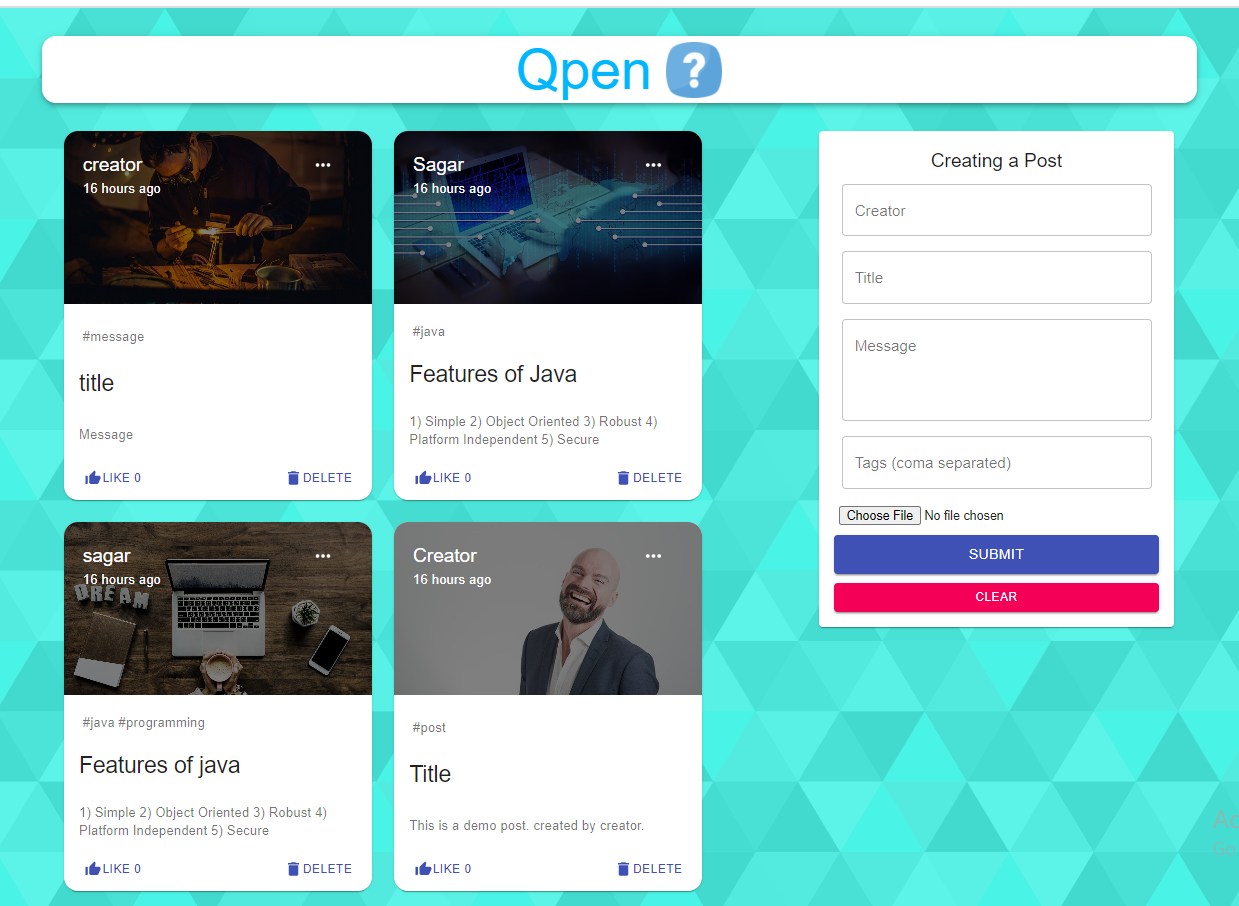 Qpen ?
creator
16 hours ago
#message
title
Message
LIKE 0 DELETE
Sagar
16 hours ago
#java
Features of Java
1) Simple 2) Object Oriented 3) Robust 4)
Platform Independent 5) Secure
LIKE 0 DELETE
sagar
16 hours ago
DREAM
#java #programming
Features of java
1) Simple 2) Object Oriented 3) Robust 4)
Platform Independent 5) Secure
LIKE 0 DELETE
Creator
16 hours ago
#post
Title
This is a demo post. created by creator.
LIKE 0 DELETE
Creating a Post
Creator
Title
Message
Tags (coma separated)
Choose File No file chosen
SUBMIT
CLEAR